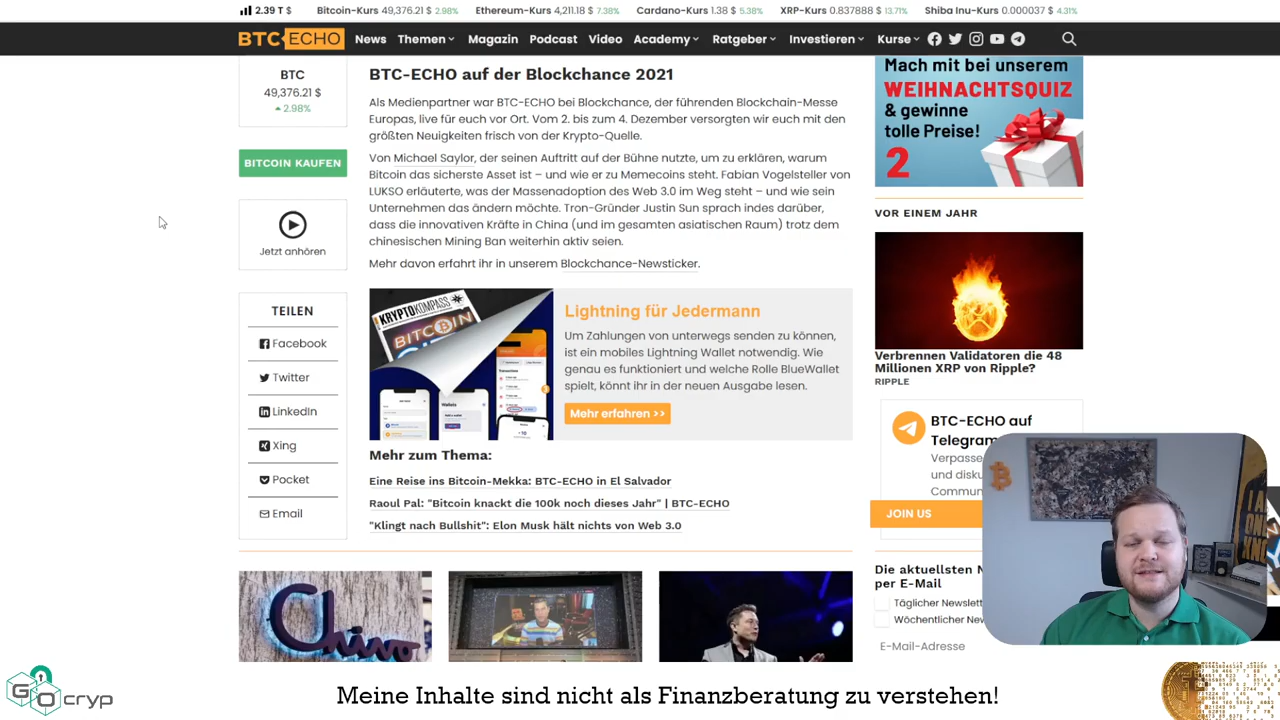 2.39 T $
Bitcoin-Kurs 49,376.21 $ 2.98%
Ethereum-Kurs 4,211.18 $ 7.38%
Cardano-Kurs 1.38 $ 5.38%
XRP-Kurs 0.837888 $ 13.71%
Shiba Inu-Kurs 0.000037 $ 4.31%
BTC-ECHO
News
Themen
Magazin
Podcast
Video
Academy
Ratgeber
Investieren
Kurse
BTC
49,376.21 $
2.98%
BITCOIN KAUFEN
Jetzt anhören
TEILEN
Facebook
Twitter
LinkedIn
Xing
Pocket
Email
BTC-ECHO auf der Blockchance 2021
Als Medienpartner war BTC-ECHO bei Blockchance, der führenden Blockchain-Messe
Europas, live für euch vor Ort. Vom 2. bis zum 4. Dezember versorgten wir euch mit den
größten Neuigkeiten frisch von der Krypto-Quelle.
Von Michael Saylor, der seinen Auftritt auf der Bühne nutzte, um zu erklären, warum
Bitcoin das sicherste Asset ist – und wie er zu Memecoins steht. Fabian Vogelsteller von
LUKSO erläuterte, was der Massenadoption des Web 3.0 im Weg steht – und wie sein
Unternehmen das ändern möchte. Tron-Gründer Justin Sun sprach indes darüber,
dass die innovativen Kräfte in China (und im gesamten asiatischen Raum) trotz dem
chinesischen Mining Ban weiterhin aktiv seien.
Mehr davon erfahrt ihr in unserem Blockchance-Newsticker.
KRYPTOKOMPASS
BITCOIN
Lightning für Jedermann
Um Zahlungen von unterwegs senden zu können,
ist ein mobiles Lightning Wallet notwendig. Wie
genau es funktioniert und welche Rolle BlueWallet
spielt, könnt ihr in der neuen Ausgabe lesen.
Mehr erfahren >>
Mehr zum Thema:
Eine Reise ins Bitcoin-Mekka: BTC-ECHO in El Salvador
Raoul Pal: "Bitcoin knackt die 100k noch dieses Jahr" | BTC-ECHO
"Klingt nach Bullshit": Elon Musk hält nichts von Web 3.0
Chivo
Mach mit bei unserem
WEIHNACHTSQUIZ
& gewinne
tolle Preise!
2
VOR EINEM JAHR
Verbrennen Validatoren die 48
Millionen XRP von Ripple?
RIPPLE
BTC-ECHO auf
Telegram
Verpasse
und disku
Commun
JOIN US
Die aktuellsten N
per E-Mail
Täglicher Newslett
Wöchentlicher New
E-Mail-Adresse
GOcryp
Meine Inhalte sind nicht als Finanzberatung zu verstehen!